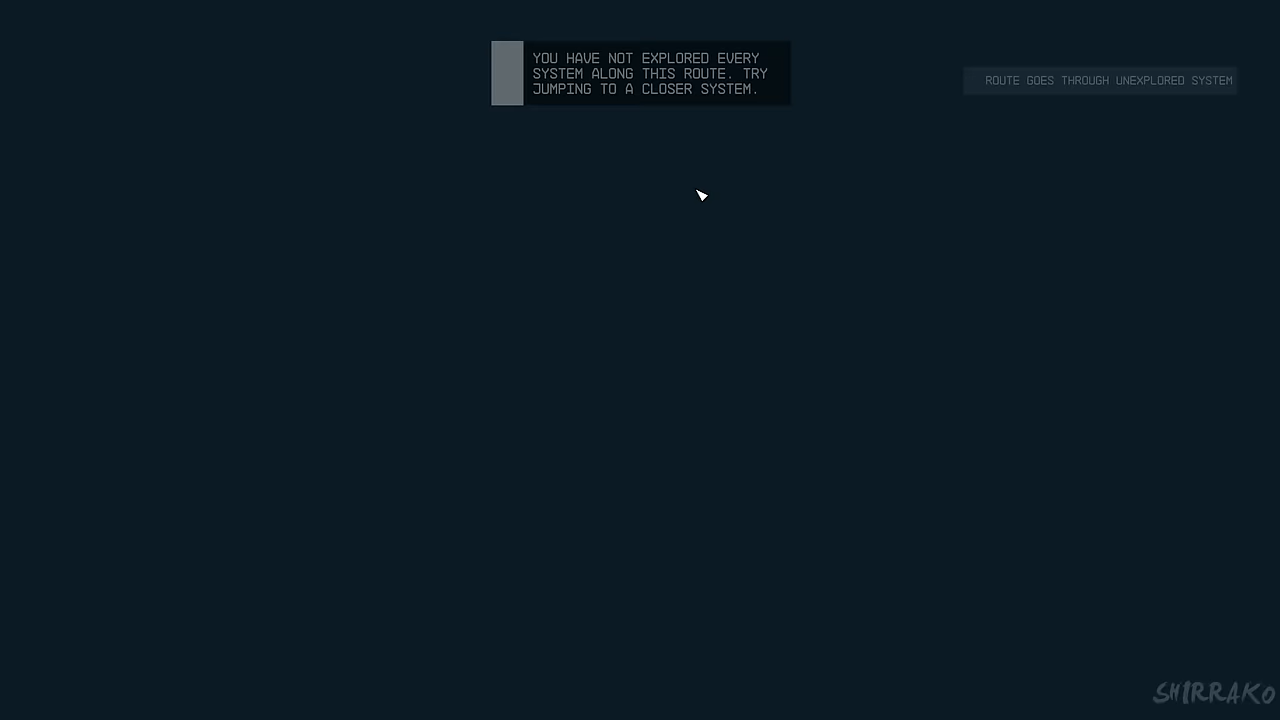 YOU HAVE NOT EXPLORED EVERY
SYSTEM ALONG THIS ROUTE. TRY
JUMPING TO A CLOSER SYSTEM.
ROUTE GOES THROUGH UNEXPLORED SYSTEM
SHIRRAKO